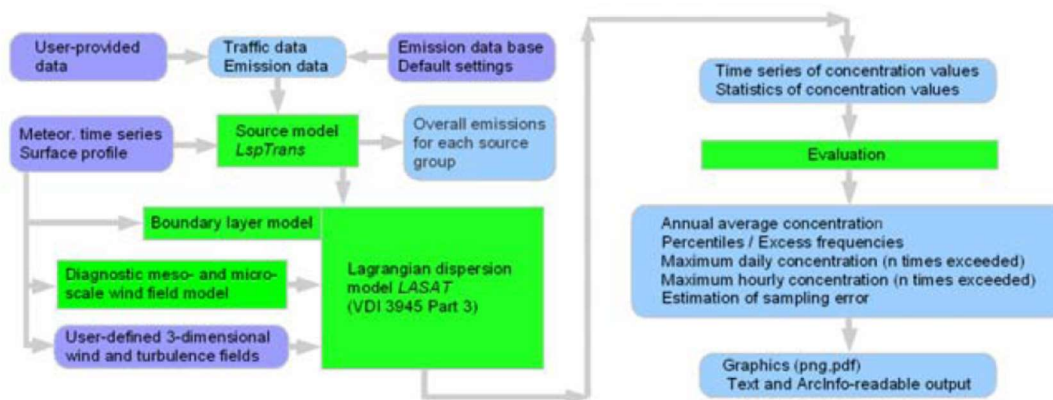 User-provided
data
Traffic data
Emission data
Emission data base
Default settings
Meteor. time series
Surface profile
Source model
LspTrans
Overall emissions
for each source
group
Boundary layer model
Diagnostic meso- and micro-
scale wind field model
User-defined 3-dimensional
wind and turbulence fields
Lagrangian dispersion
model LASAT
(VDI 3945 Part 3)
Time series of concentration values
Statistics of concentration values
Evaluation
Annual average concentration
Percentiles / Excess frequencies
Maximum daily concentration (n times exceeded)
Maximum hourly concentration (n times exceeded)
Estimation of sampling error
Graphics (png,pdf)
Text and ArcInfo-readable output